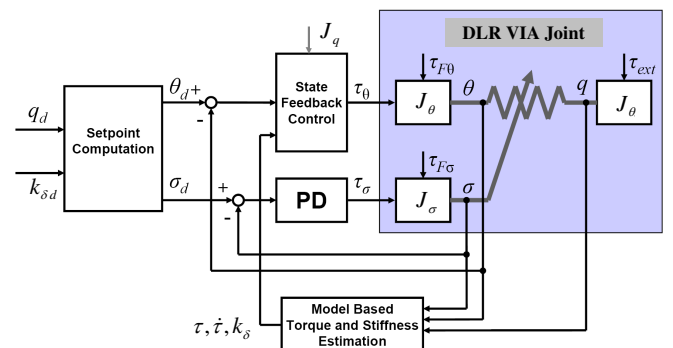 DLR VIA Joint
J_q
τ_Fθ
τ_ext
θ_d +
-
State
Feedback
Control
τ_θ
J_θ
θ
q
J_θ
q_d
k_δd
Setpoint
Computation
σ_d
+
-
PD
τ_σ
τ_Fσ
J_σ
σ
τ, τ̇, k_δ
Model Based
Torque and Stiffness
Estimation